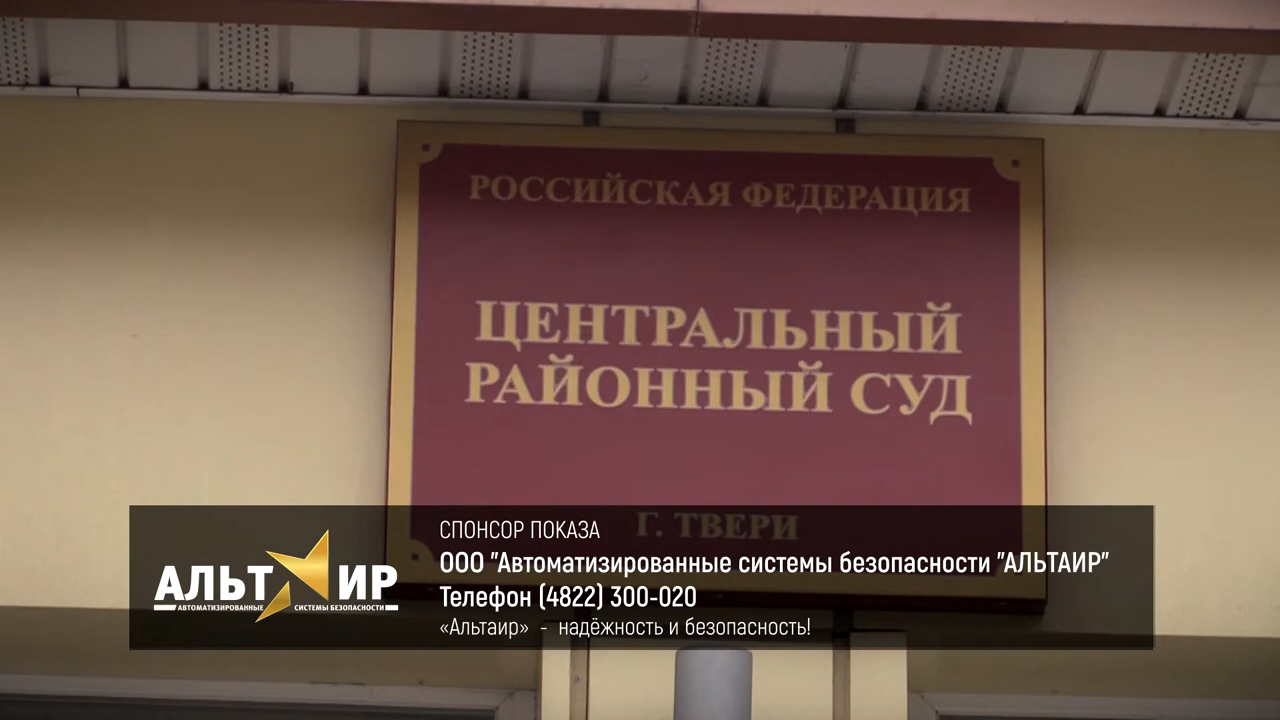 РОССИЙСКАЯ ФЕДЕРАЦИЯ
ЦЕНТРАЛЬНЫЙ
РАЙОННЫЙ СУД
Г. ТВЕРИ
АЛЬТ ИР
АВТОМАТИЗИРОВАННЫЕ СИСТЕМЫ БЕЗОПАСНОСТИ
СПОНСОР ПОКАЗА
ООО "Автоматизированные системы безопасности "АЛЬТАИР"
Телефон (4822) 300-020
«Альтаир» - надёжность и безопасность!